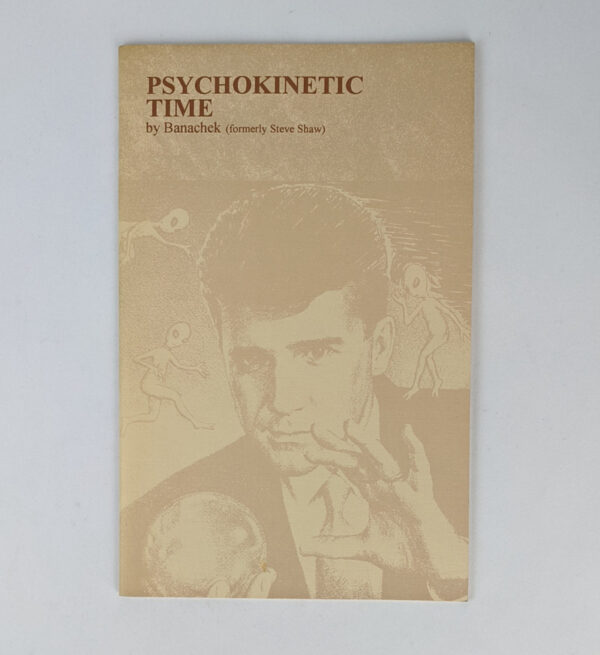 PSYCHOKINETIC
TIME
by Banachek (formerly Steve Shaw)